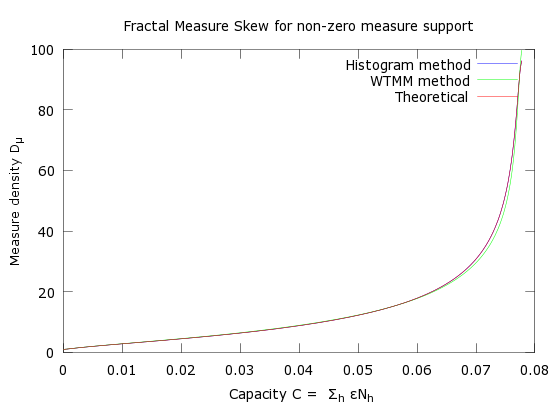 Fractal Measure Skew for non-zero measure support
100
80
60
40
20
0
Measure density Dμ
Histogram method
WTMM method
Theoretical
0 0.01 0.02 0.03 0.04 0.05 0.06 0.07 0.08
Capacity C = Σh εNh